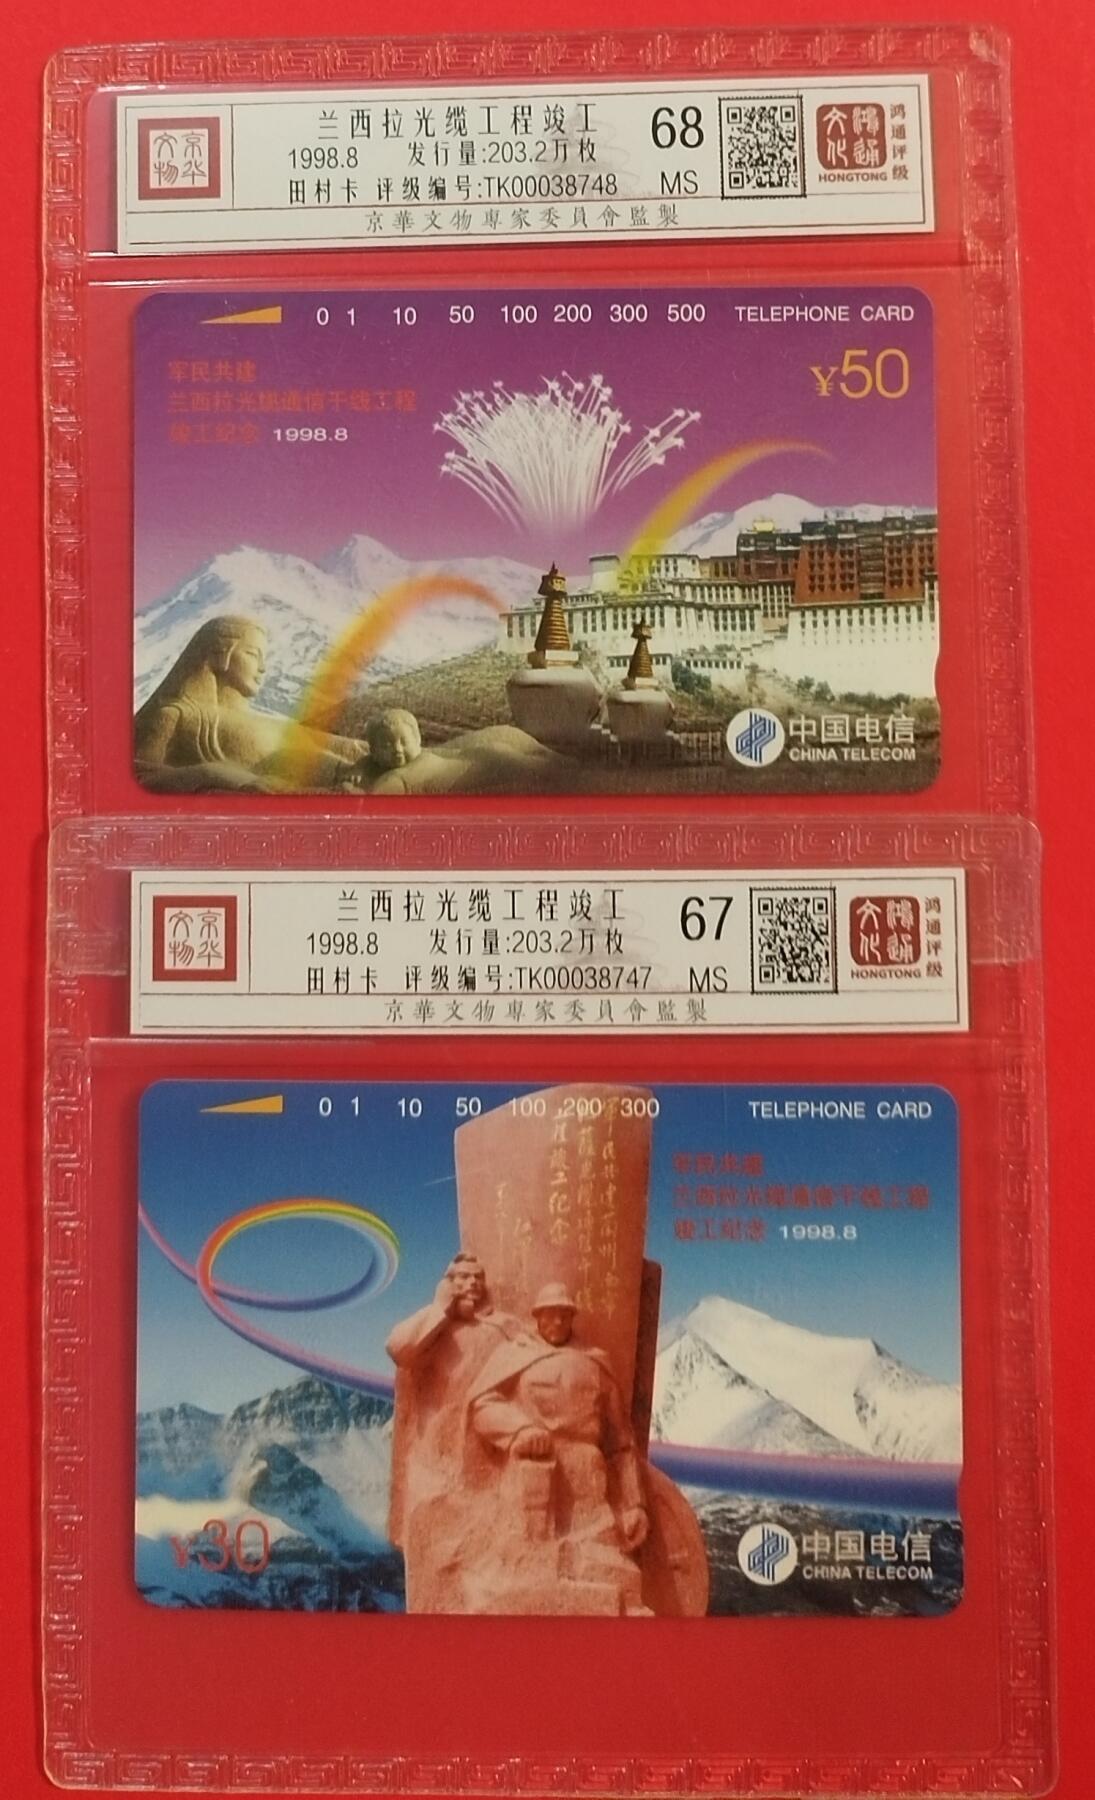 京华
文物
兰西拉光缆工程竣工
1998.8 发行量:203.2万枚
田村卡 评级编号:TK00038748
68
MS
鸿通
文化
HONGTONG
鸿通评级
京華文物專家委員會監製
0 1 10 50 100 200 300 500 TELEPHONE CARD
军民共建
兰西拉光缆通信干线工程
竣工纪念 1998.8
¥50
中国电信
CHINA TELECOM
京华
文物
兰西拉光缆工程竣工
1998.8 发行量:203.2万枚
田村卡 评级编号:TK00038747
67
MS
鸿通
文化
HONGTONG
鸿通评级
京華文物專家委員會監製
0 1 10 50 100 200 300 TELEPHONE CARD
军民共建
兰西拉光缆通信干线工程
竣工纪念 1998.8
¥30
中国电信
CHINA TELECOM